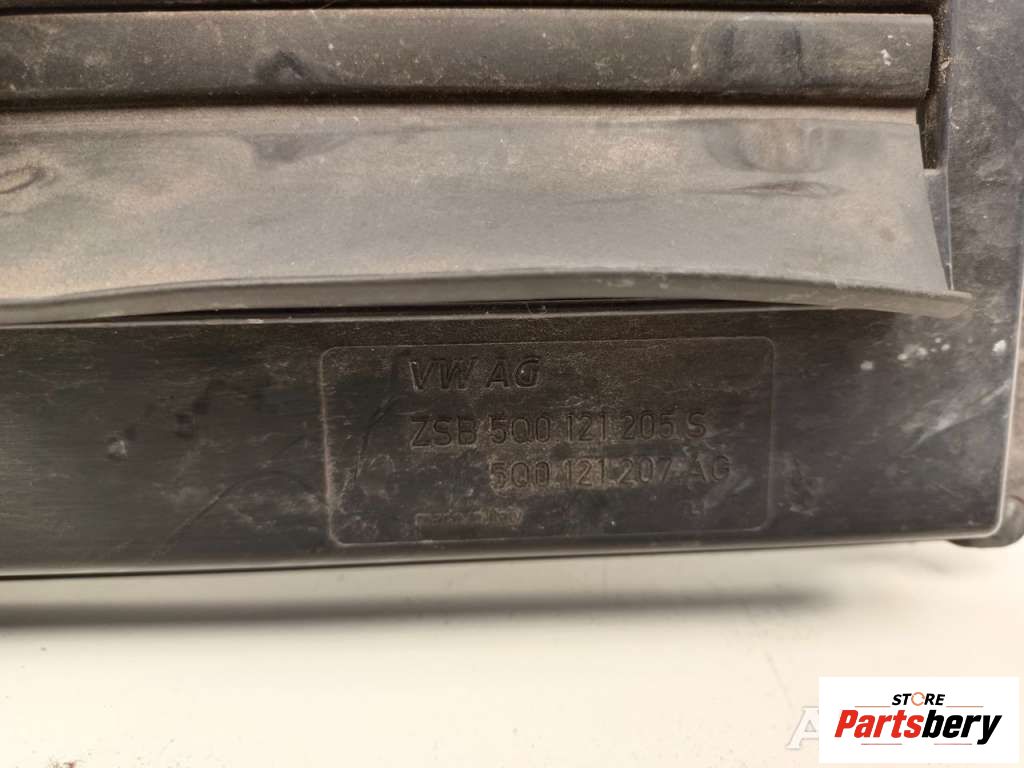 VW AG
ZSB 5Q0.121.205 S
5Q0.121.207 AG
STORE
Partsbery